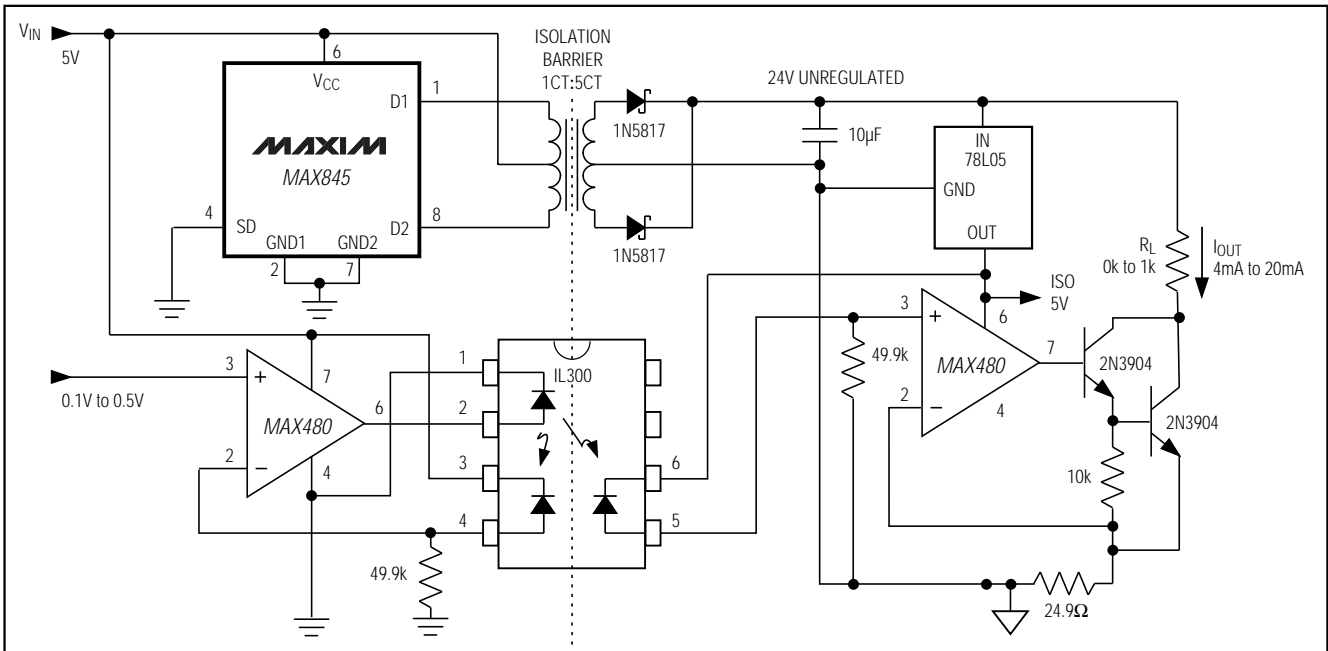 VIN
5V
6
VCC
D1
1
MAXIM
MAX845
4
SD
D2
8
GND1
GND2
2
7
ISOLATION
BARRIER
1CT:5CT
1N5817
1N5817
24V UNREGULATED
10µF
IN
78L05
GND
OUT
RL
0k to 1k
IOUT
4mA to 20mA
ISO
5V
0.1V to 0.5V
3
+
7
MAX480
6
2
–
4
49.9k
1
IL300
2
3
4
6
5
49.9k
3
+
6
MAX480
7
2
–
4
2N3904
2N3904
10k
24.9Ω